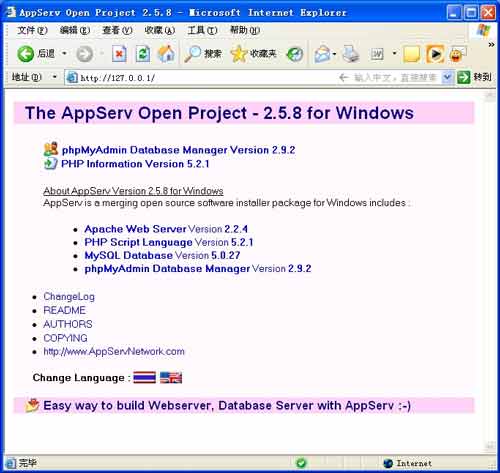 AppServ Open Project 2.5.8 - Microsoft Internet Explorer
文件(F) 编辑(E) 查看(V) 收藏(A) 工具(T) 帮助(H)
后退 搜索 收藏夹
地址(D) http://127.0.0.1/ 输入中文，直接搜索 转到
The AppServ Open Project - 2.5.8 for Windows
phpMyAdmin Database Manager Version 2.9.2
PHP Information Version 5.2.1
About AppServ Version 2.5.8 for Windows
AppServ is a merging open source software installer package for Windows includes :
Apache Web Server Version 2.2.4
PHP Script Language Version 5.2.1
MySQL Database Version 5.0.27
phpMyAdmin Database Manager Version 2.9.2
ChangeLog
README
AUTHORS
COPYING
http://www.AppServNetwork.com
Change Language :
Easy way to build Webserver, Database Server with AppServ :-)
完毕 Internet